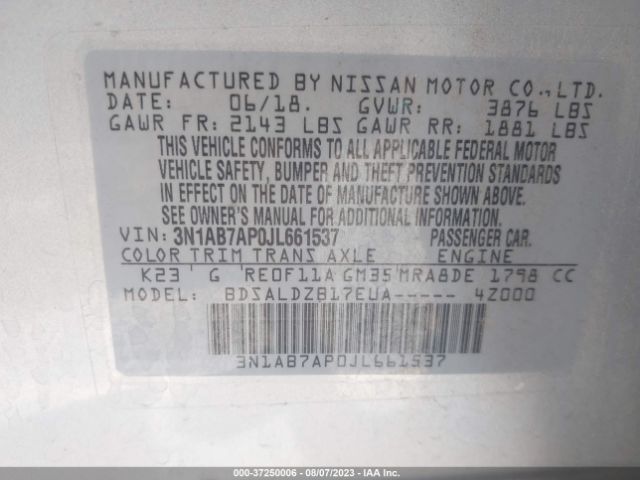 MANUFACTURED BY NISSAN MOTOR CO.,LTD.
DATE: 06/18. GVWR: 3876 LBS
GAWR FR: 2143 LBS GAWR RR: 1881 LBS
THIS VEHICLE CONFORMS TO ALL APPLICABLE FEDERAL MOTOR
VEHICLE SAFETY, BUMPER AND THEFT PREVENTION STANDARDS
IN EFFECT ON THE DATE OF MANUFACTURE SHOWN ABOVE.
SEE OWNER'S MANUAL FOR ADDITIONAL INFORMATION.
VIN: 3N1AB7AP0JL661537 PASSENGER CAR.
COLOR TRIM TRANS AXLE ENGINE
K23 G RE0F11A GM35 MRA8DE 1798 CC
MODEL: BDSALDZB17EUA----- 4Z000
3N1AB7AP0JL661537
000-37250006 - 08/07/2023 - IAA Inc.